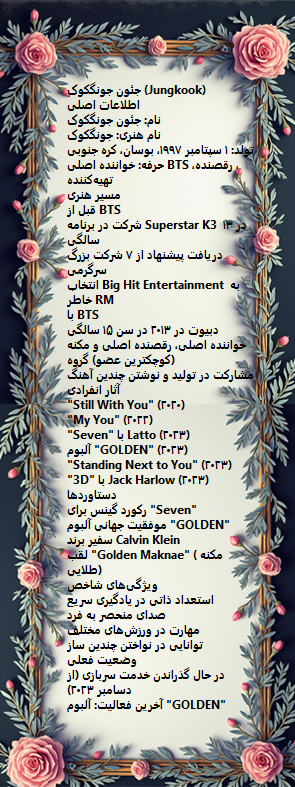 جئون جونگکوک (Jungkook)
اطلاعات اصلی
نام: جئون جونگکوک
نام هنری: جونگکوک
تولد: ۱ سپتامبر ۱۹۹۷، بوسان، کره جنوبی
حرفه: خواننده اصلی BTS، رقصنده،
تهیه‌کننده
مسیر هنری
قبل از BTS
شرکت در برنامه Superstar K3 در ۱۳
سالگی
دریافت پیشنهاد از ۷ شرکت بزرگ
سرگرمی
انتخاب Big Hit Entertainment به
خاطر RM
با BTS
دبیوت در ۲۰۱۳ در سن ۱۵ سالگی
خواننده اصلی، رقصنده اصلی و مکنه
(کوچکترین عضو) گروه
مشارکت در تولید و نوشتن چندین آهنگ
آثار انفرادی
"Still With You" (۲۰۲۰)
"My You" (۲۰۲۲)
"Seven" با Latto (۲۰۲۳)
آلبوم "GOLDEN" (۲۰۲۳)
"Standing Next to You" (۲۰۲۳)
"3D" با Jack Harlow (۲۰۲۳)
دستاوردها
رکورد گینس برای "Seven"
موفقیت جهانی آلبوم "GOLDEN"
سفیر برند Calvin Klein
لقب "Golden Maknae" (مکنه
طلایی)
ویژگی‌های شاخص
استعداد ذاتی در یادگیری سریع
صدای منحصر به فرد
مهارت در ورزش‌های مختلف
توانایی در نواختن چندین ساز
وضعیت فعلی
در حال گذراندن خدمت سربازی (از
دسامبر ۲۰۲۳)
آخرین فعالیت: آلبوم "GOLDEN"